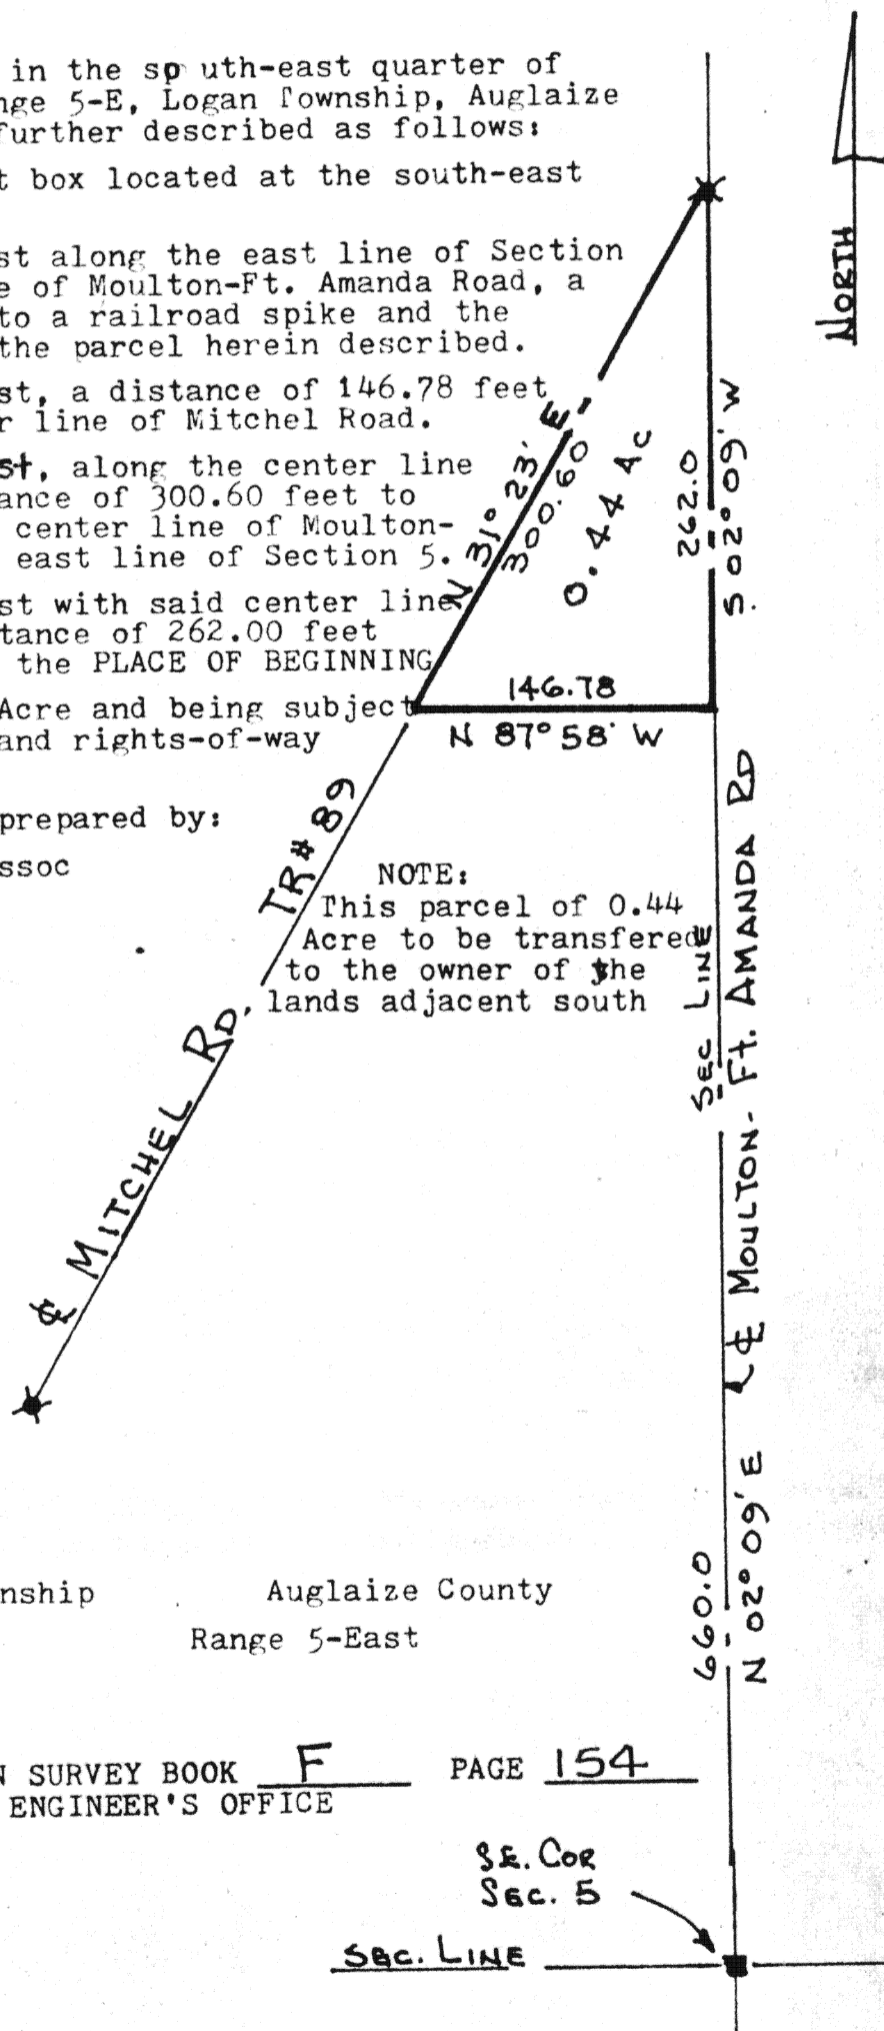 in the sp uth-east quarter of
nge 5-E, Logan Township, Auglaize
further described as follows:
t box located at the south-east
st along the east line of Section
e of Moulton-Ft. Amanda Road, a
to a railroad spike and the
the parcel herein described.
st, a distance of 146.78 feet
r line of Mitchel Road.
st, along the center line
ance of 300.60 feet to
center line of Moulton-
east line of Section 5.
st with said center line
tance of 262.00 feet
the PLACE OF BEGINNING
Acre and being subject
and rights-of-way
prepared by:
ssoc
NORTH
N 31° 23' E
300.60
0.44 Ac
262.0
S 02° 09' W
146.78
N 87° 58' W
TR# 89
NOTE:
This parcel of 0.44
Acre to be transfered
to the owner of the
lands adjacent south
℄ MITCHEL RD.
SEC LINE
℄ MOULTON- Ft. AMANDA RD
660.0
N 02° 09' E
nship Auglaize County
Range 5-East
N SURVEY BOOK F PAGE 154
ENGINEER'S OFFICE
SE. COR
SEC. 5
SEC. LINE